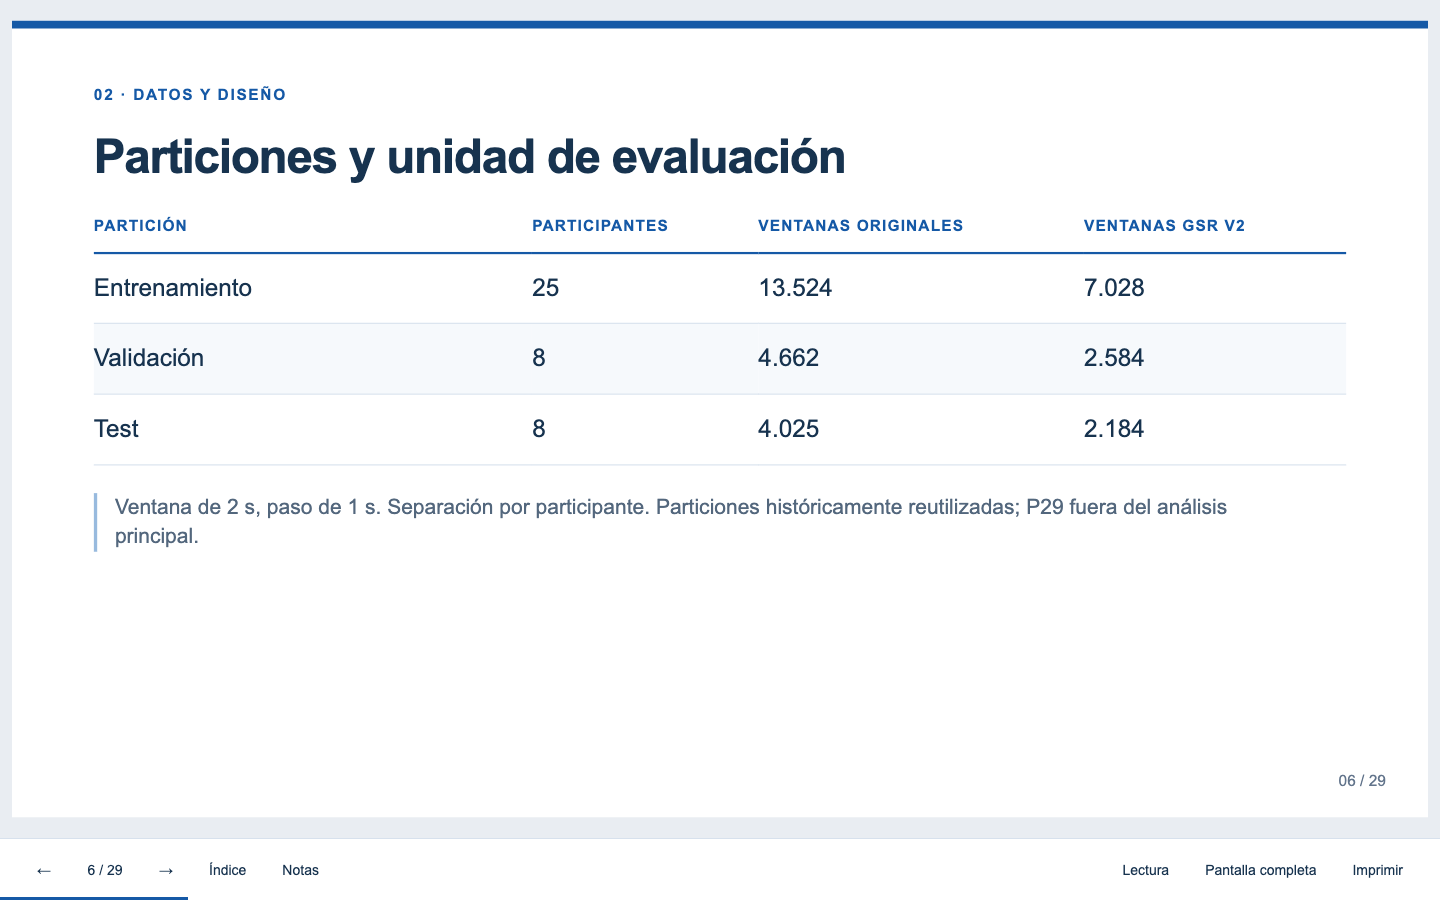 02 · DATOS Y DISEÑO
Particiones y unidad de evaluación
PARTICIÓN PARTICIPANTES VENTANAS ORIGINALES VENTANAS GSR V2
Entrenamiento 25 13.524 7.028
Validación 8 4.662 2.584
Test 8 4.025 2.184
Ventana de 2 s, paso de 1 s. Separación por participante. Particiones históricamente reutilizadas; P29 fuera del análisis
principal.
06 / 29
← 6 / 29 → Índice Notas Lectura Pantalla completa Imprimir